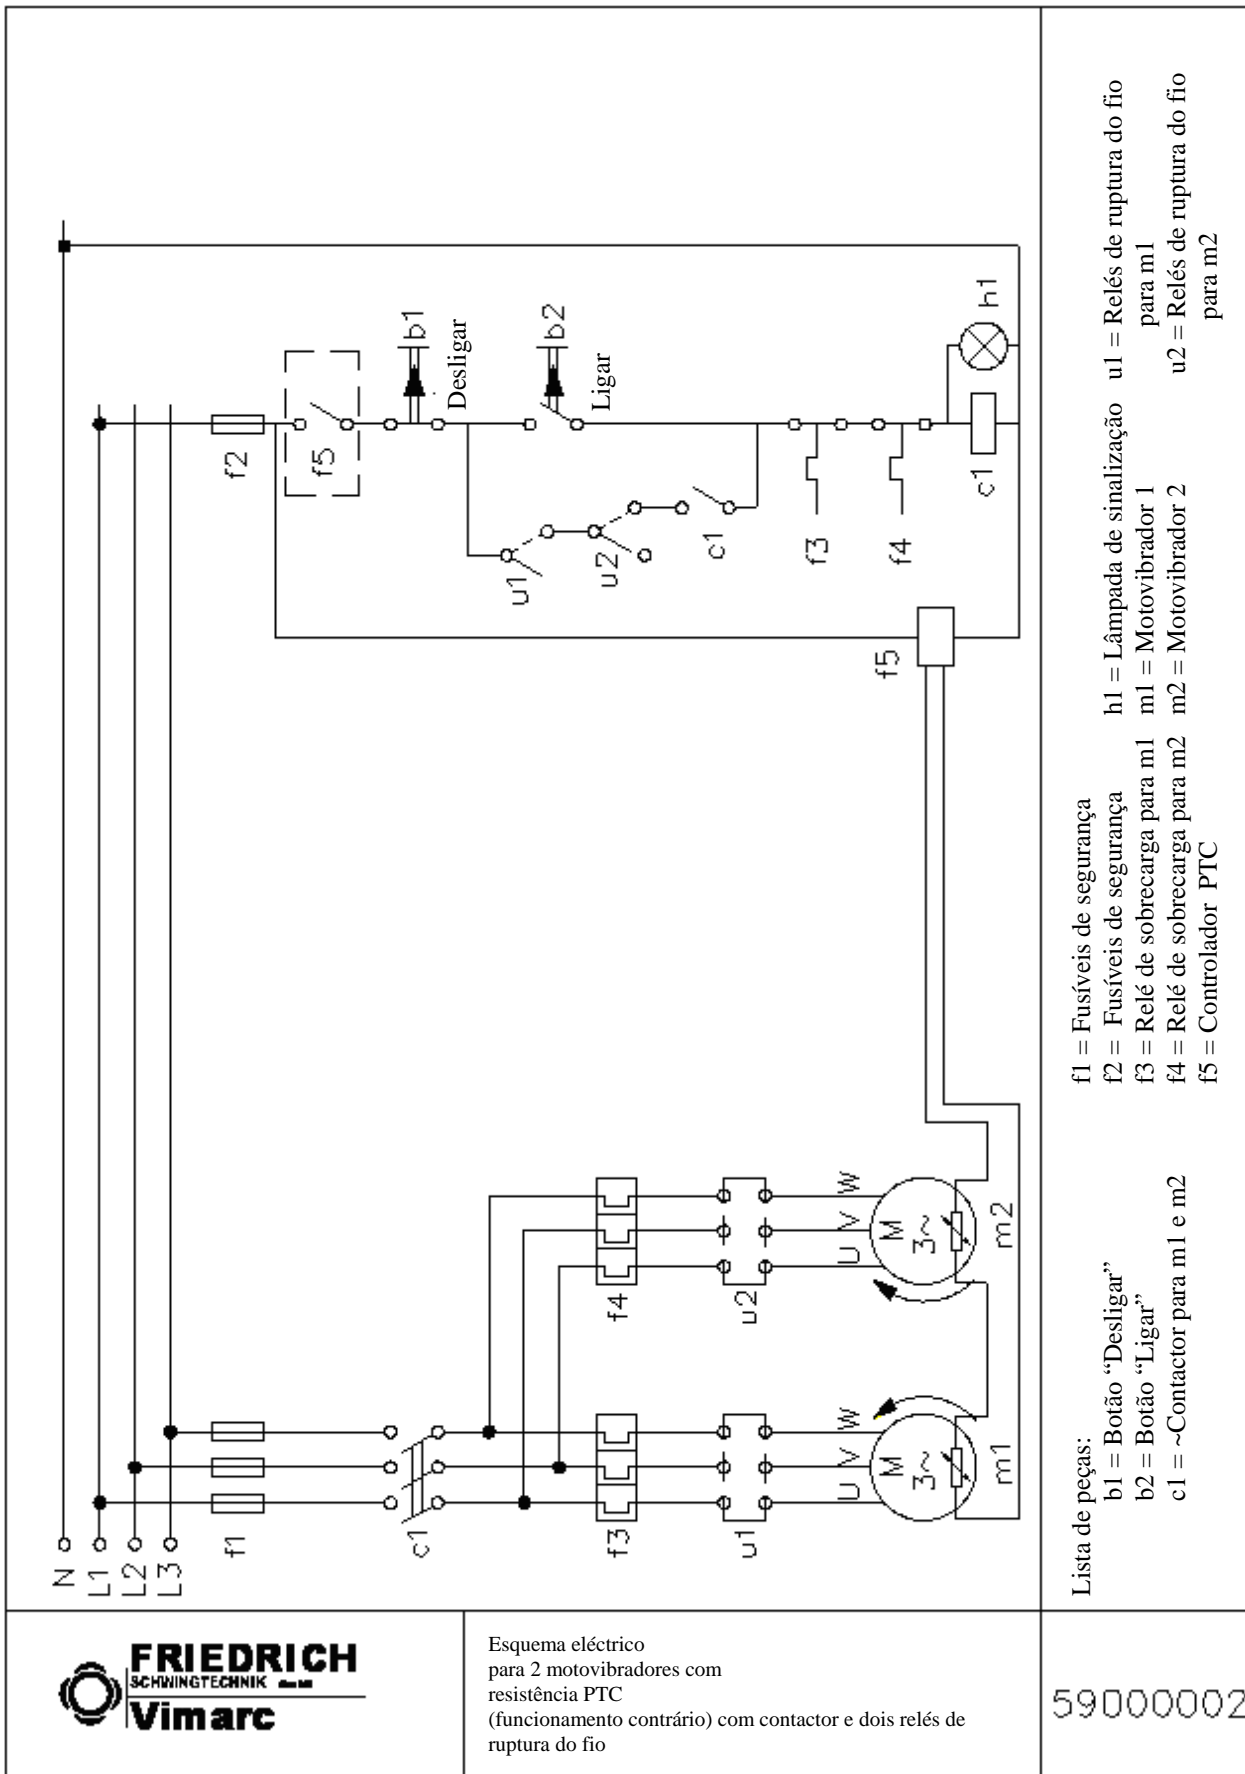 N
L1
L2
L3
f1
c1
f3
u1
U V W
M
3~
m1
f4
u2
U V W
M
3~
m2
f2
f5
b1
Desligar
b2
Ligar
u1
u2
c1
f3
f4
f5
c1
h1
Lista de peças:
b1 = Botão “Desligar”
b2 = Botão “Ligar”
c1 = ~Contactor para m1 e m2
f1 = Fusíveis de segurança
f2 = Fusíveis de segurança
f3 = Relé de sobrecarga para m1
f4 = Relé de sobrecarga para m2
f5 = Controlador PTC
h1 = Lâmpada de sinalização
m1 = Motovibrador 1
m2 = Motovibrador 2
u1 = Relés de ruptura do fio
para m1
u2 = Relés de ruptura do fio
para m2
FRIEDRICH
SCHWINGTECHNIK
Vimarc
Esquema eléctrico
para 2 motovibradores com
resistência PTC
(funcionamento contrário) com contactor e dois relés de
ruptura do fio
59000002